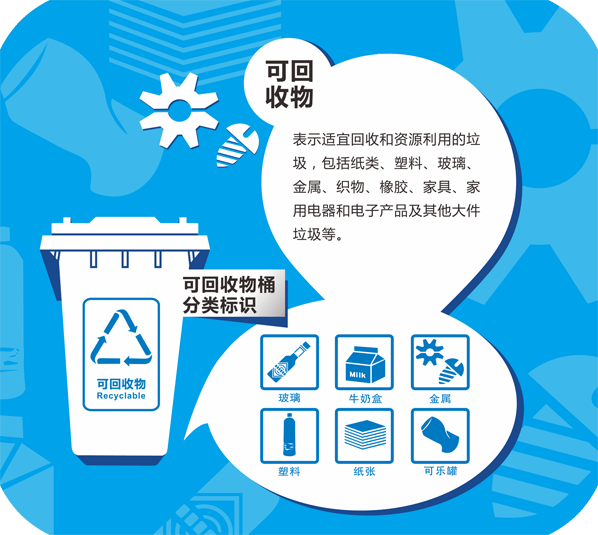 可回
收物
表示适宜回收和资源利用的垃
圾，包括纸类、塑料、玻璃、
金属、织物、橡胶、家具、家
用电器和电子产品及其他大件
垃圾等。
可回收物桶
分类标识
可回收物
Recyclable
Milk
玻璃
牛奶盒
金属
塑料
纸张
可乐罐